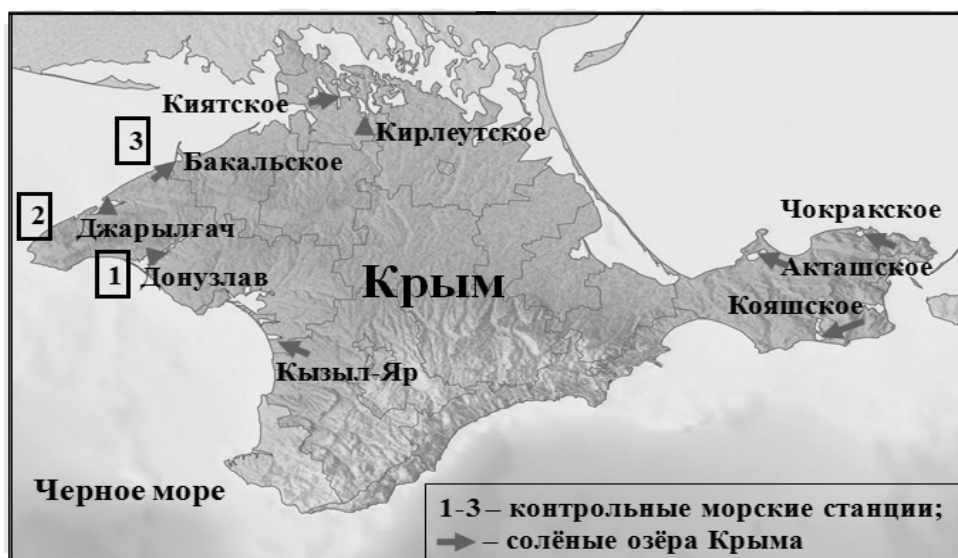 Киятское
Кирлеутское
3
Бакальское
2
Джарылгач
1
Донузлав
Чокракское
Акташское
Крым
Кояшское
Кызыл-Яр
Черное море
1-3 – контрольные морские станции;
– солёные озёра Крыма